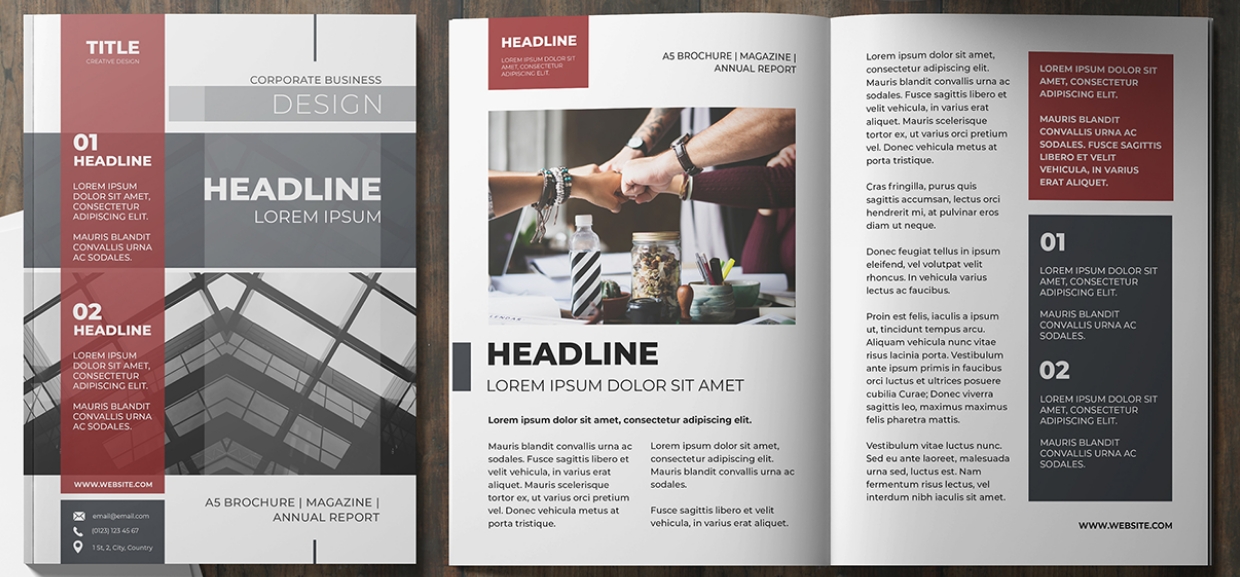 TITLE
CREATIVE DESIGN
CORPORATE BUSINESS
DESIGN
01
HEADLINE
LOREM IPSUM
DOLOR SIT AMET,
CONSECTETUR
ADIPISCING ELIT.
MAURIS BLANDIT
CONVALLIS URNA
AC SODALES.
HEADLINE
LOREM IPSUM
02
HEADLINE
LOREM IPSUM
DOLOR SIT AMET,
CONSECTETUR
ADIPISCING ELIT.
MAURIS BLANDIT
CONVALLIS URNA
AC SODALES.
WWW.WEBSITE.COM
email@email.com
(0123) 123 45 67
1 St, 2, City, Country
A5 BROCHURE | MAGAZINE |
ANNUAL REPORT
HEADLINE
LOREM IPSUM DOLOR SIT
AMET, CONSECTETUR
ADIPISCING ELIT.
A5 BROCHURE | MAGAZINE |
ANNUAL REPORT
HEADLINE
LOREM IPSUM DOLOR SIT AMET
Lorem ipsum dolor sit amet, consectetur adipiscing elit.
Mauris blandit convallis urna ac
sodales. Fusce sagittis libero et
velit vehicula, in varius erat
aliquet. Mauris scelerisque
tortor ex, ut varius orci pretium
vel. Donec vehicula metus at
porta tristique.
Lorem ipsum dolor sit amet,
consectetur adipiscing elit.
Mauris blandit convallis urna ac
sodales.
Fusce sagittis libero et velit
vehicula, in varius erat aliquet.
Lorem ipsum dolor sit amet,
consectetur adipiscing elit.
Mauris blandit convallis urna ac
sodales. Fusce sagittis libero et
velit vehicula, in varius erat
aliquet. Mauris scelerisque
tortor ex, ut varius orci pretium
vel. Donec vehicula metus at
porta tristique.
Cras fringilla, purus quis
sagittis accumsan, lectus orci
hendrerit mi, at pulvinar eros
diam ut neque.
Donec feugiat tellus in ipsum
eleifend, vel volutpat velit
rhoncus. In vehicula varius
lectus ac faucibus.
Proin est felis, iaculis a ipsum
ut, tincidunt tempus arcu.
Aliquam vehicula nunc vitae
risus lacinia porta. Vestibulum
ante ipsum primis in faucibus
orci luctus et ultrices posuere
cubilia Curae; Donec viverra
sagittis leo, maximus maximus
felis pharetra mattis.
Vestibulum vitae luctus nunc.
Sed eu ante laoreet, malesuada
urna sed, luctus est. Nam
fermentum risus lectus, vel
interdum nibh iaculis sit amet.
LOREM IPSUM DOLOR SIT
AMET, CONSECTETUR
ADIPISCING ELIT.
MAURIS BLANDIT
CONVALLIS URNA AC
SODALES. FUSCE SAGITTIS
LIBERO ET VELIT
VEHICULA, IN VARIUS
ERAT ALIQUET.
01
LOREM IPSUM DOLOR SIT
AMET, CONSECTETUR
ADIPISCING ELIT.
MAURIS BLANDIT
CONVALLIS URNA AC
SODALES.
02
LOREM IPSUM DOLOR SIT
AMET, CONSECTETUR
ADIPISCING ELIT.
MAURIS BLANDIT
CONVALLIS URNA AC
SODALES.
WWW.WEBSITE.COM